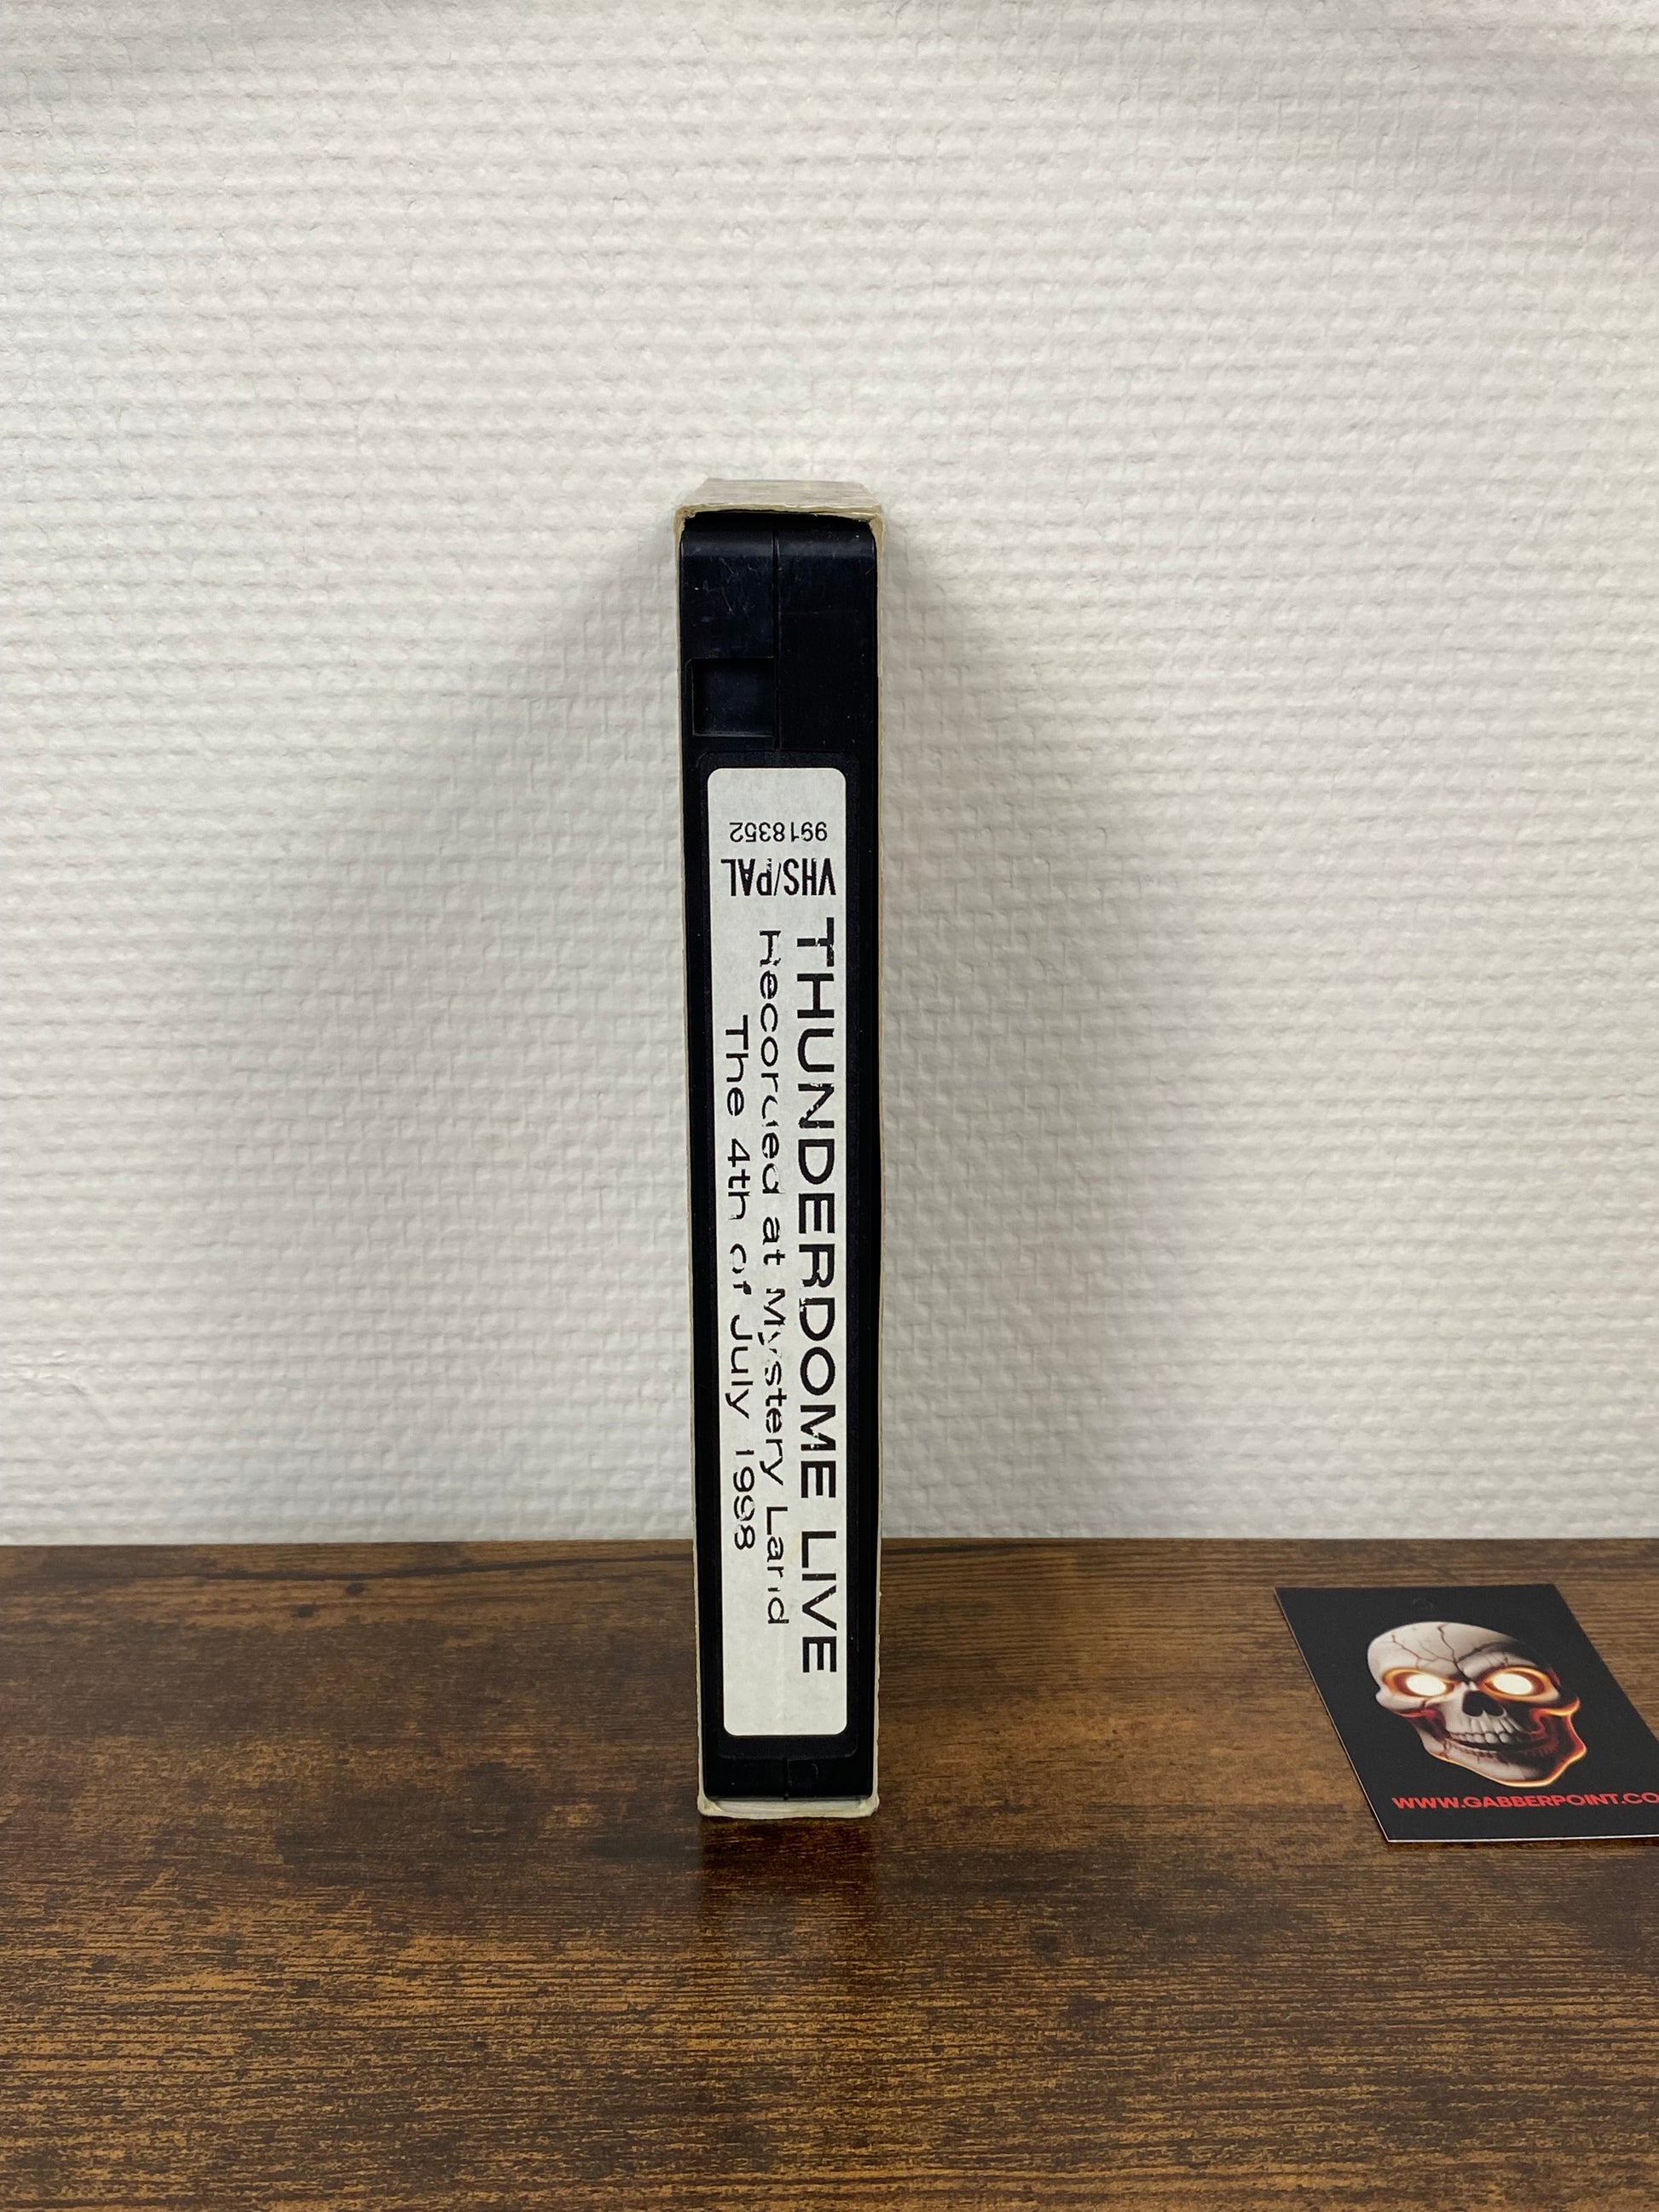 9918352
VHS/PAL
THUNDERDOME LIVE
Recorded at Mystery Land
The 4th of July 1998
WWW.GABBERPOINT.CO